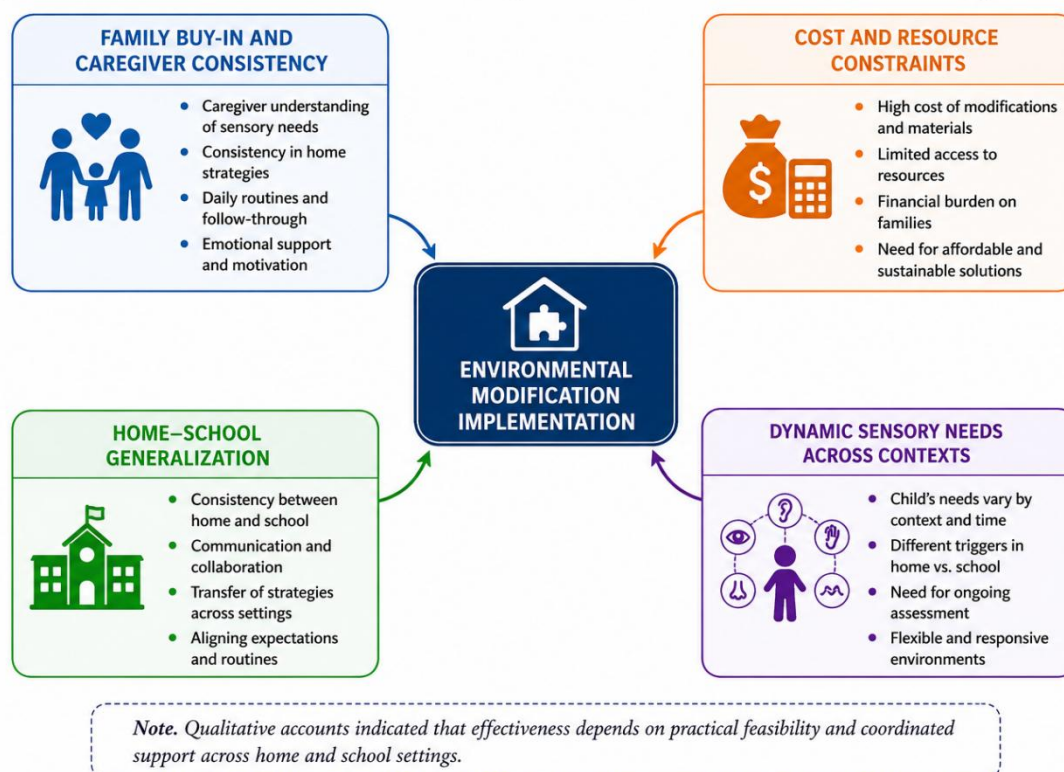 FAMILY BUY-IN AND
CAREGIVER CONSISTENCY
• Caregiver understanding
of sensory needs
• Consistency in home
strategies
• Daily routines and
follow-through
• Emotional support
and motivation
COST AND RESOURCE
CONSTRAINTS
$
• High cost of modifications
and materials
• Limited access to
resources
• Financial burden on
families
• Need for affordable and
sustainable solutions
ENVIRONMENTAL
MODIFICATION
IMPLEMENTATION
HOME–SCHOOL
GENERALIZATION
• Consistency between
home and school
• Communication and
collaboration
• Transfer of strategies
across settings
• Aligning expectations
and routines
DYNAMIC SENSORY NEEDS
ACROSS CONTEXTS
• Child's needs vary by
context and time
• Different triggers in
home vs. school
• Need for ongoing
assessment
• Flexible and responsive
environments
Note. Qualitative accounts indicated that effectiveness depends on practical feasibility and coordinated
support across home and school settings.